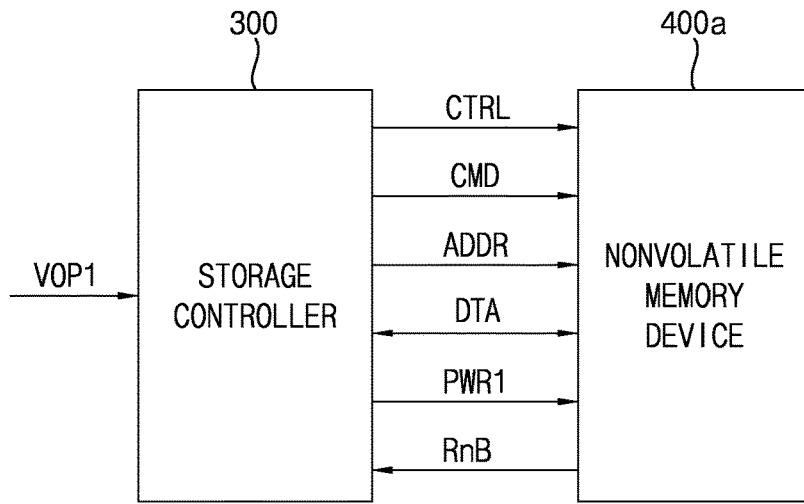 300
400a
CTRL
CMD
ADDR
VOP1
STORAGE
CONTROLLER
DTA
PWR1
RnB
NONVOLATILE
MEMORY
DEVICE